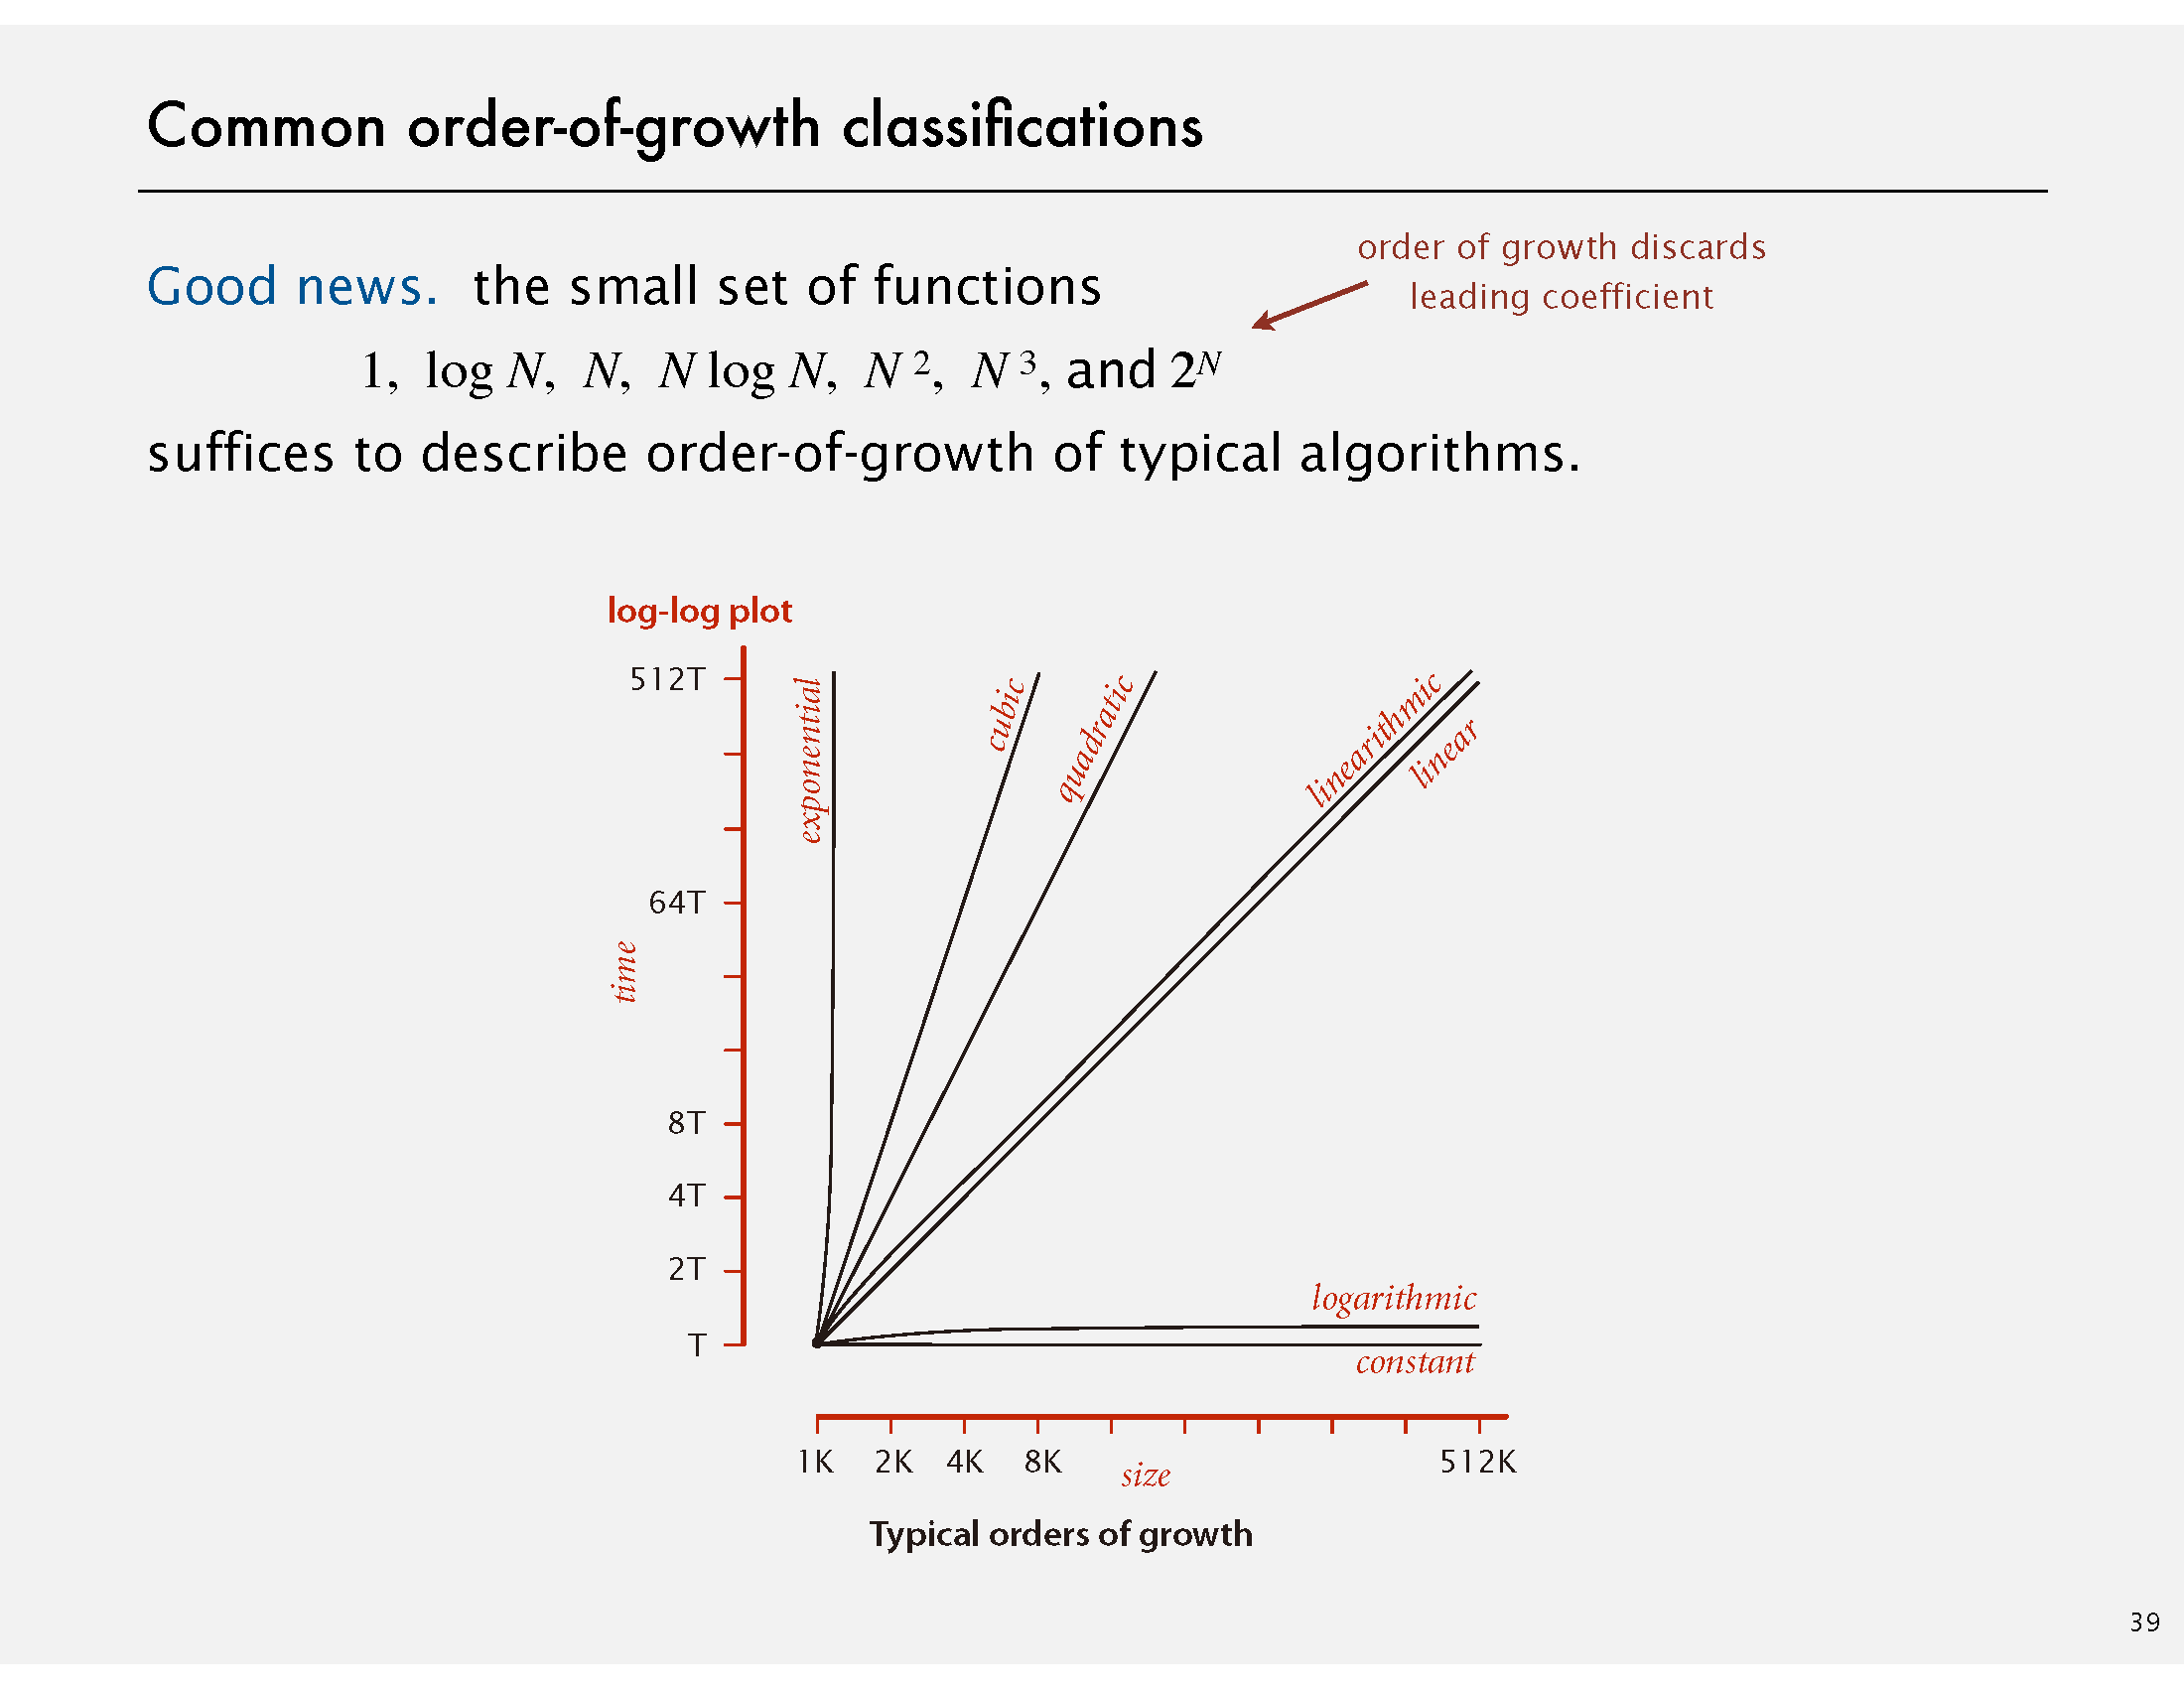 Common order-of-growth classifications
order of growth discards
leading coefficient
Good news. the small set of functions
1, log N, N, N log N, N 2, N 3, and 2N
suffices to describe order-of-growth of typical algorithms.
log-log plot
512T
64T
8T
4T
2T
T
time
exponential
cubic
quadratic
linearithmic
linear
logarithmic
constant
1K 2K 4K 8K 512K
size
Typical orders of growth
39